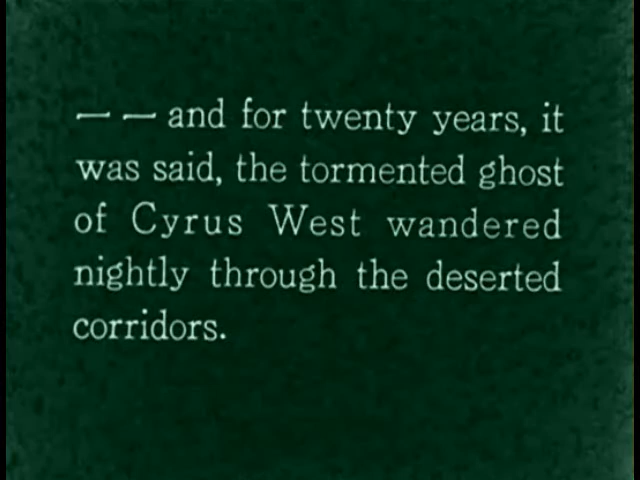 — — and for twenty years, it
was said, the tormented ghost
of Cyrus West wandered
nightly through the deserted
corridors.